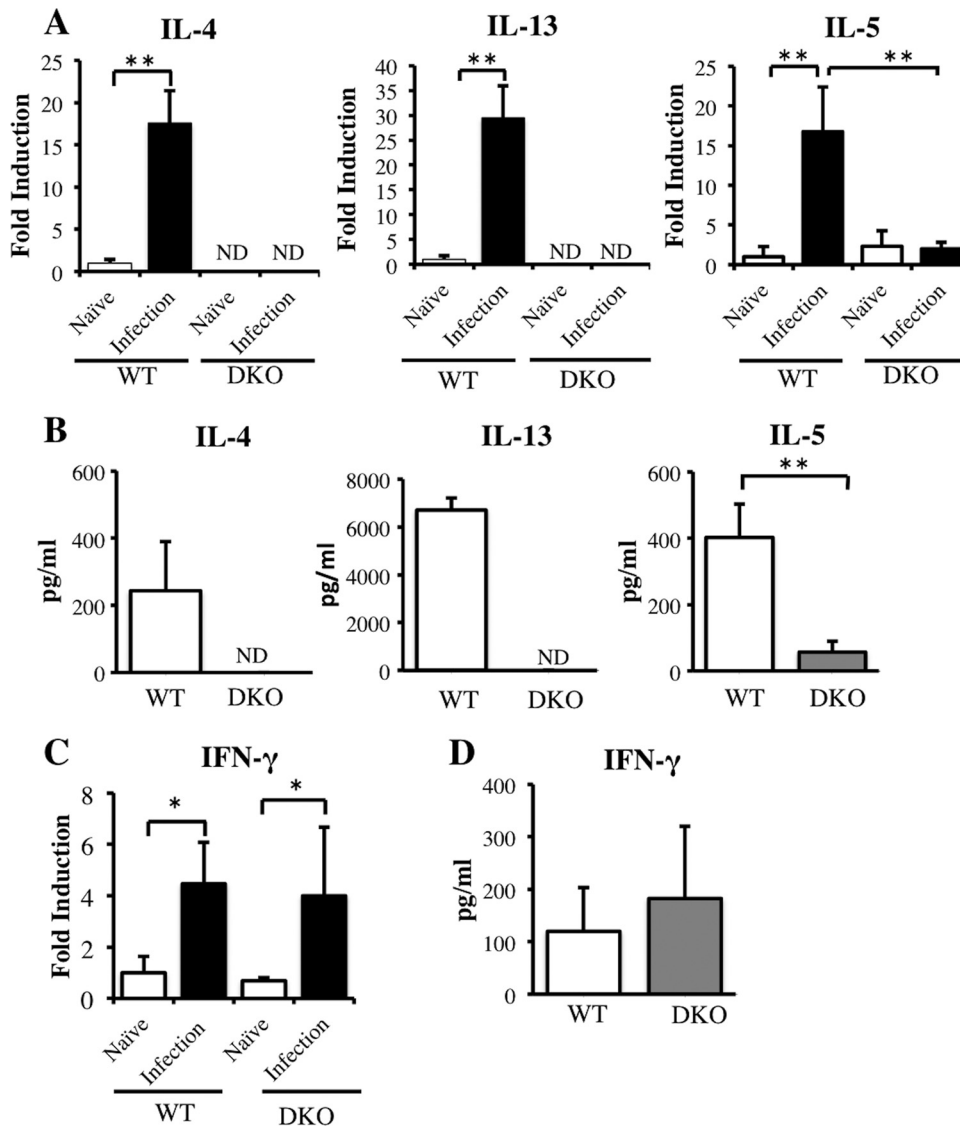 A
IL-4
Fold Induction
25
20
15
10
5
0
**
ND ND
Naïve Infection Naïve Infection
WT DKO
IL-13
Fold Induction
40
35
30
25
20
15
10
5
0
**
ND ND
Naïve Infection Naïve Infection
WT DKO
IL-5
Fold Induction
25
20
15
10
5
0
** **
Naïve Infection Naïve Infection
WT DKO
B
IL-4
pg/ml
600
400
200
0
ND
WT DKO
IL-13
pg/ml
8000
6000
4000
2000
0
ND
WT DKO
IL-5
pg/ml
600
400
200
0
**
WT DKO
C
IFN-γ
Fold Induction
8
6
4
2
0
* *
Naïve Infection Naïve Infection
WT DKO
D
IFN-γ
pg/ml
400
300
200
100
0
WT DKO